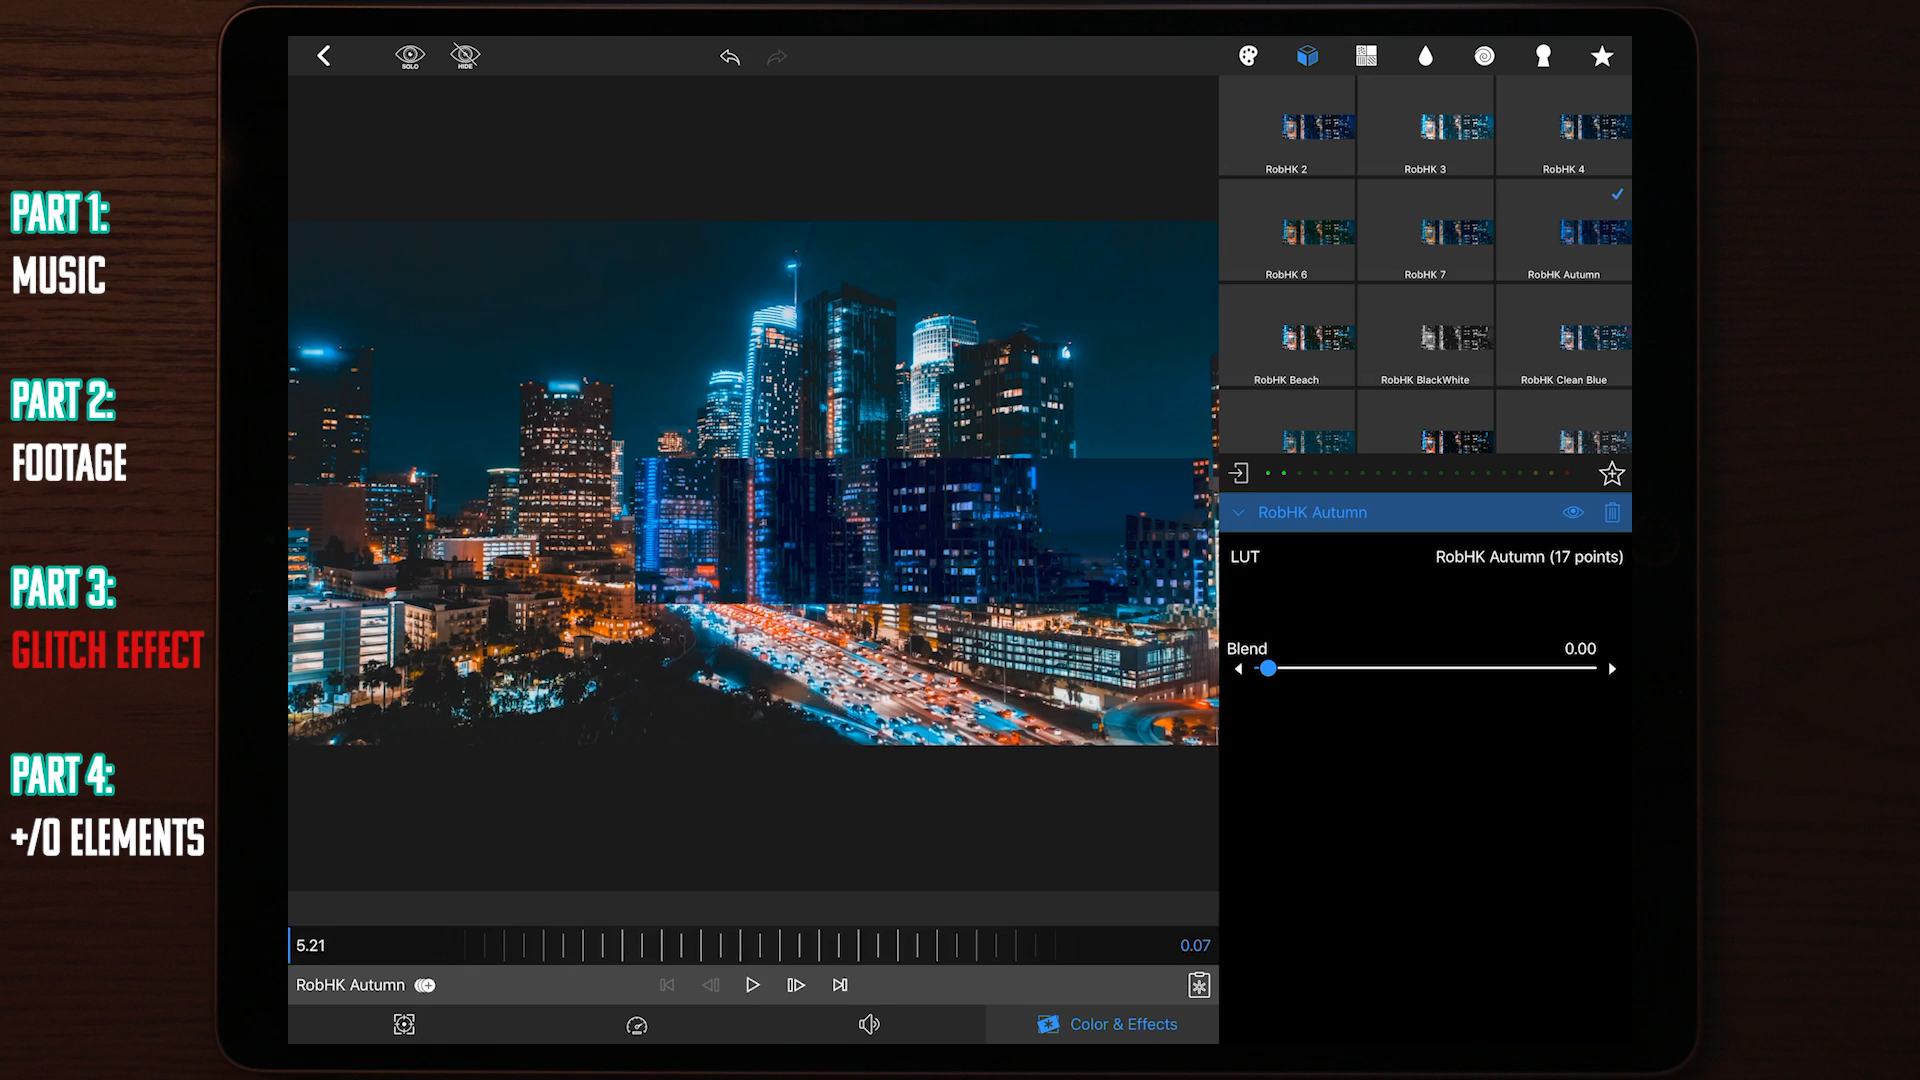 PART 1:
MUSIC
PART 2:
FOOTAGE
PART 3:
GLITCH EFFECT
PART 4:
+/O ELEMENTS
SOLO
HIDE
RobHK 2
RobHK 3
RobHK 4
RobHK 6
RobHK 7
RobHK Autumn
RobHK Beach
RobHK BlackWhite
RobHK Clean Blue
RobHK Autumn
LUT
RobHK Autumn (17 points)
Blend
0.00
5.21
0.07
RobHK Autumn
Color & Effects